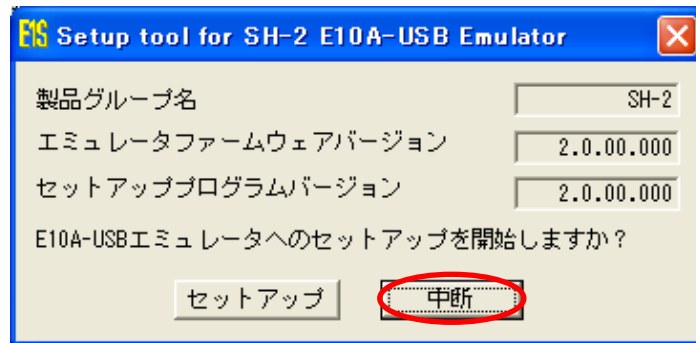 E1S Setup tool for SH-2 E10A-USB Emulator
製品グループ名 SH-2
エミュレータファームウェアバージョン 2.0.00.000
セットアッププログラムバージョン 2.0.00.000
E10A-USBエミュレータへのセットアップを開始しますか？
セットアップ 中断